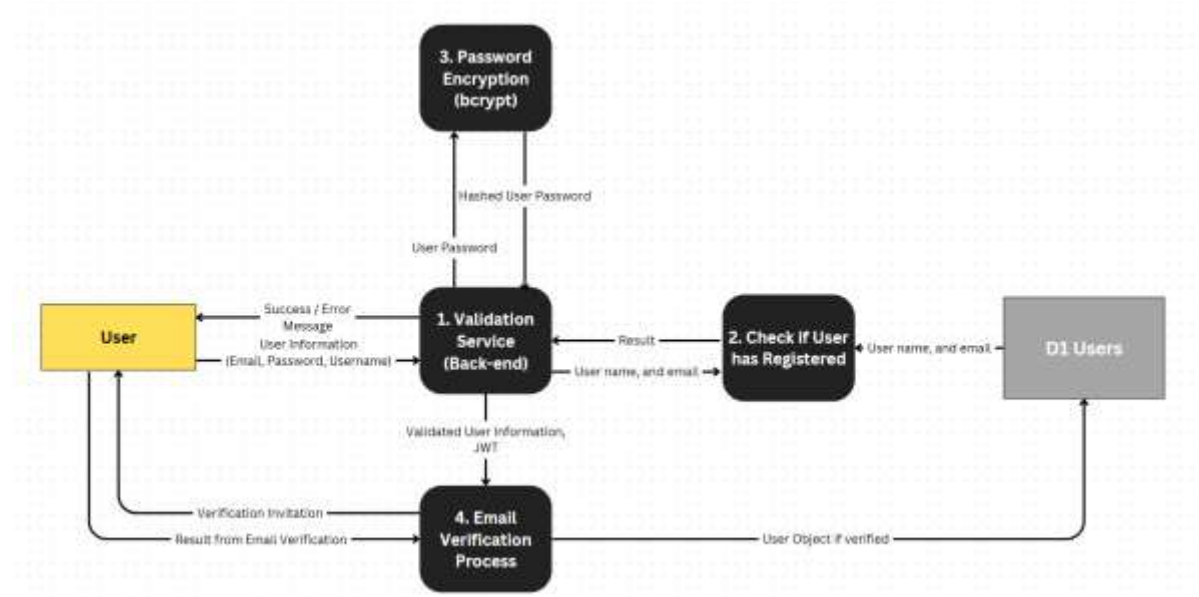 3. Password
Encryption
(bcrypt)
Hashed User Password
User Password
Success / Error
Message
User Information
(Email, Password, Username)
User
1. Validation
Service
(Back-end)
Result
User name, and email
2. Check if User
has Registered
User name, and email
D1 Users
Validated User Information,
JWT
Verification Invitation
Result from Email Verification
4. Email
Verification
Process
User Object if verified